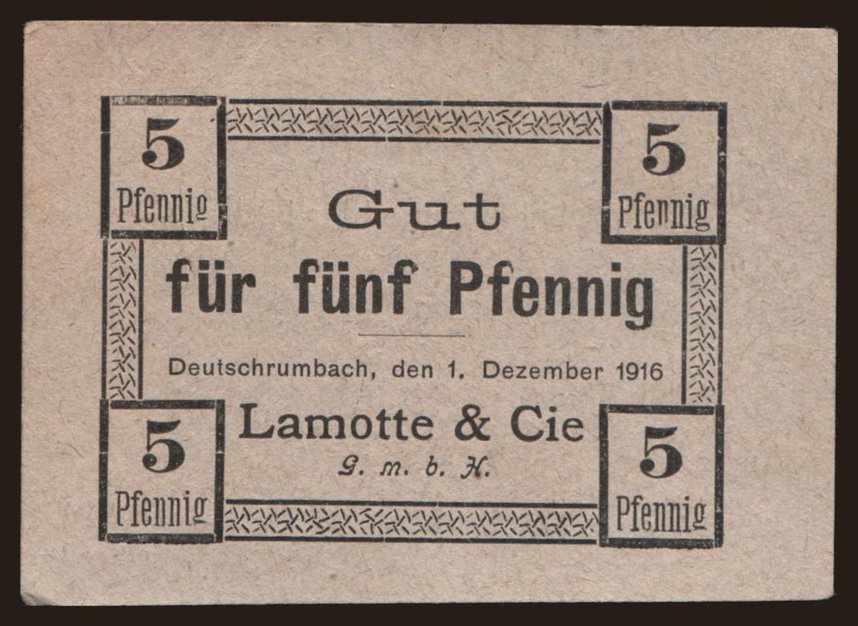 5
Pfennig
5
Pfennig
Gut
für fünf Pfennig
Deutschrumbach, den 1. Dezember 1916
Lamotte & Cie
G. m. b. H.
5
Pfennig
5
Pfennig